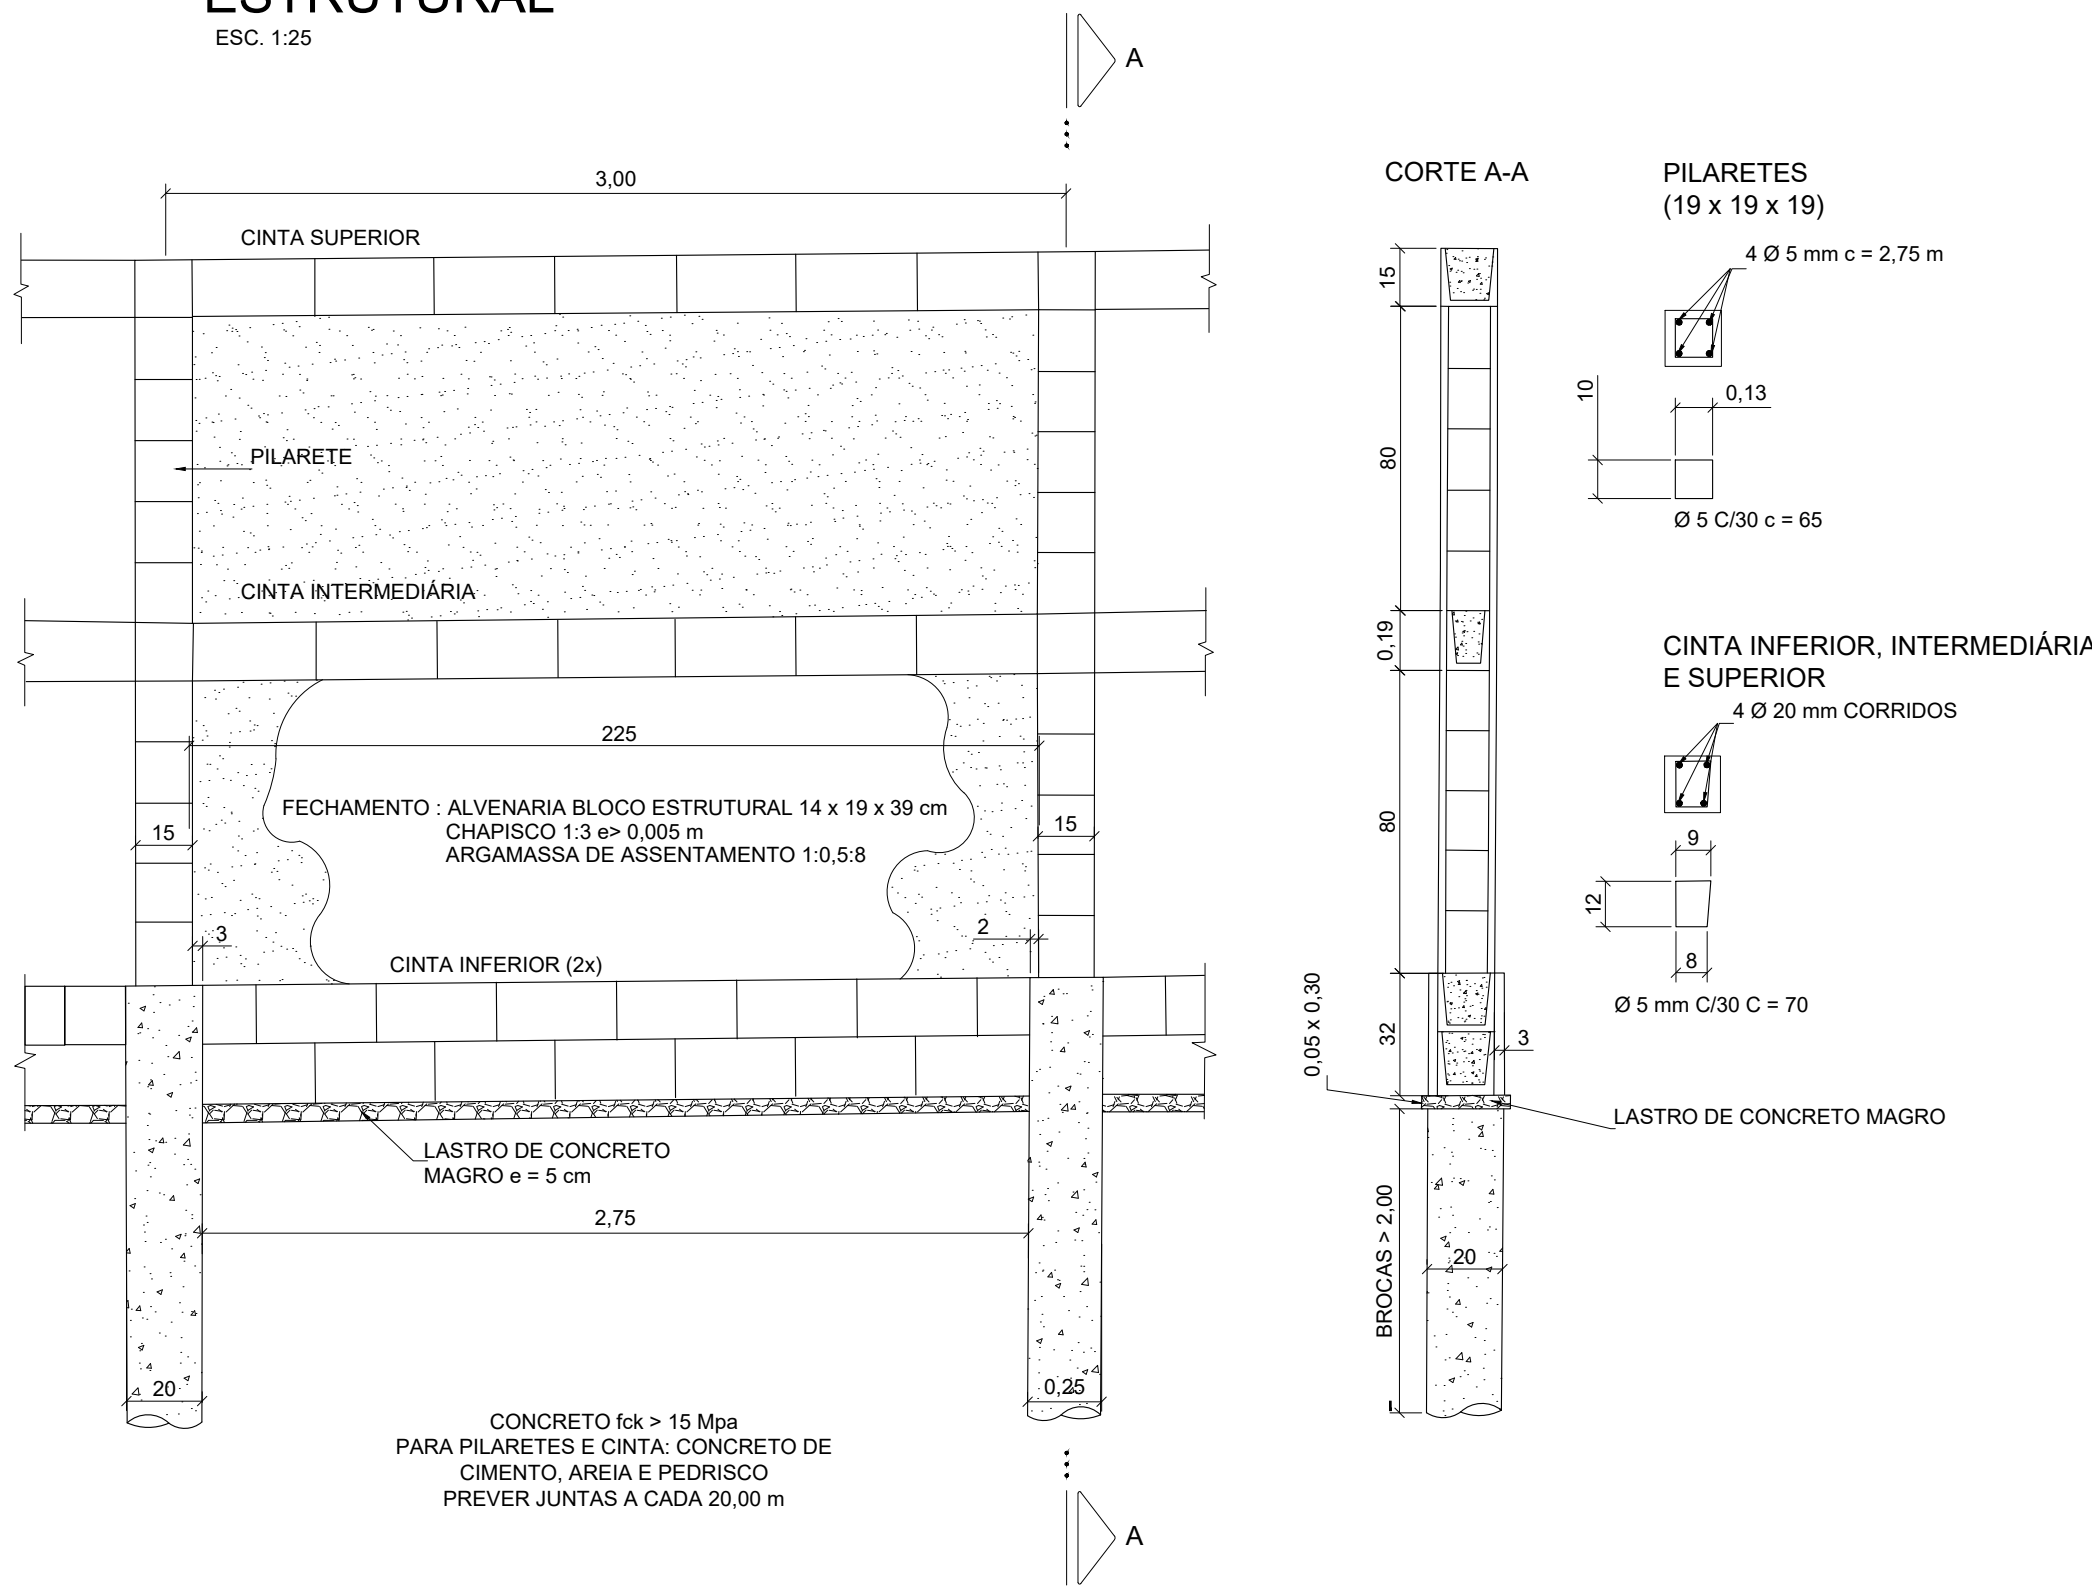 ESTRUTURAL
ESC. 1:25
A
3,00
CINTA SUPERIOR
PILARETE
CINTA INTERMEDIÁRIA
225
FECHAMENTO : ALVENARIA BLOCO ESTRUTURAL 14 x 19 x 39 cm
CHAPISCO 1:3 e> 0,005 m
ARGAMASSA DE ASSENTAMENTO 1:0,5:8
15
15
3
2
CINTA INFERIOR (2x)
LASTRO DE CONCRETO
MAGRO e = 5 cm
2,75
20
0,25
CONCRETO fck > 15 Mpa
PARA PILARETES E CINTA: CONCRETO DE
CIMENTO, AREIA E PEDRISCO
PREVER JUNTAS A CADA 20,00 m
A
CORTE A-A
15
80
0,19
80
32
0,05 x 0,30
3
LASTRO DE CONCRETO MAGRO
BROCAS > 2,00
20
PILARETES
(19 x 19 x 19)
4 Ø 5 mm c = 2,75 m
10
0,13
Ø 5 C/30 c = 65
CINTA INFERIOR, INTERMEDIÁRIA
E SUPERIOR
4 Ø 20 mm CORRIDOS
9
12
8
Ø 5 mm C/30 C = 70